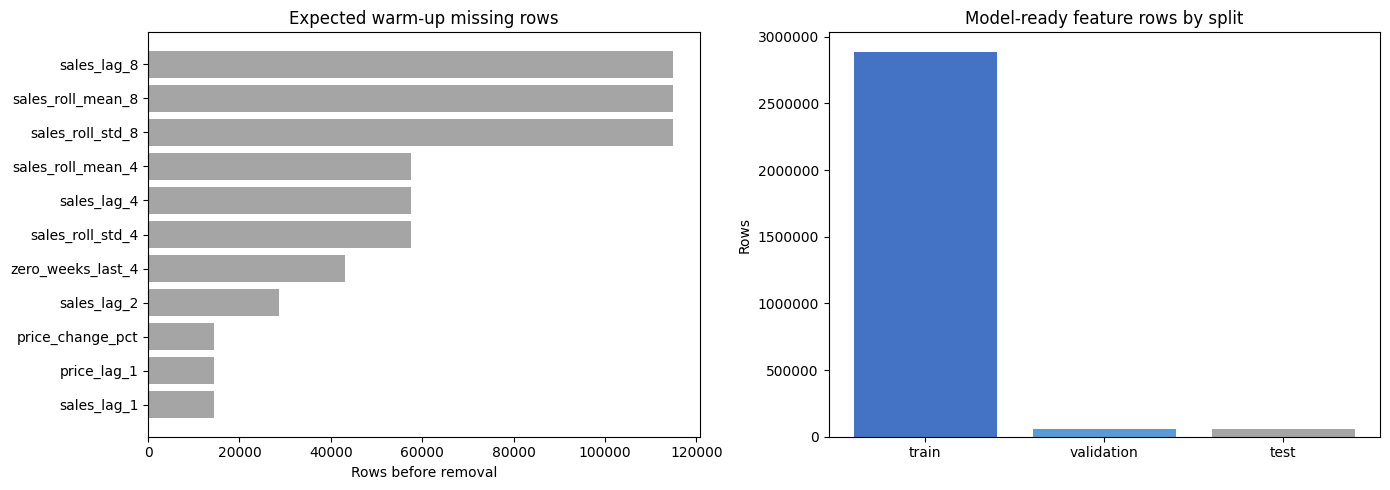 Expected warm-up missing rows
sales_lag_8
sales_roll_mean_8
sales_roll_std_8
sales_roll_mean_4
sales_lag_4
sales_roll_std_4
zero_weeks_last_4
sales_lag_2
price_change_pct
price_lag_1
sales_lag_1
0 20000 40000 60000 80000 100000 120000
Rows before removal
Model-ready feature rows by split
3000000
2500000
2000000
1500000
1000000
500000
0
Rows
train validation test